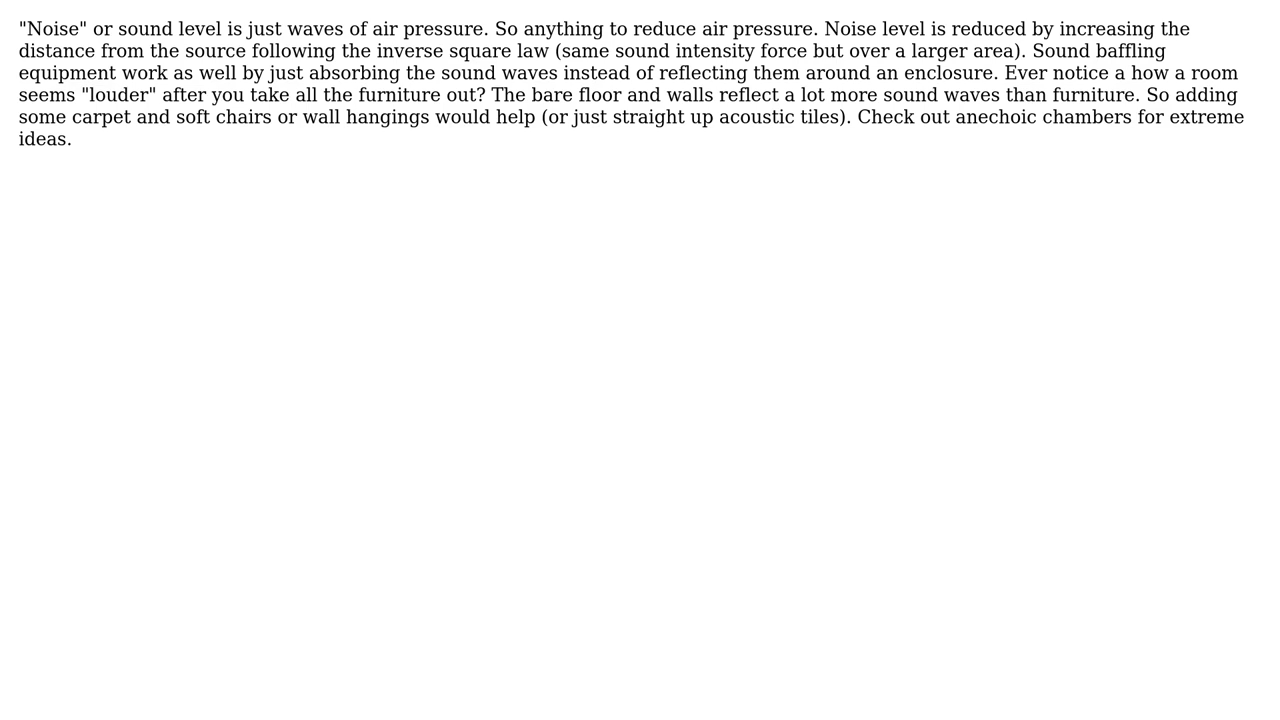 "Noise" or sound level is just waves of air pressure. So anything to reduce air pressure. Noise level is reduced by increasing the
distance from the source following the inverse square law (same sound intensity force but over a larger area). Sound baffling
equipment work as well by just absorbing the sound waves instead of reflecting them around an enclosure. Ever notice a how a room
seems "louder" after you take all the furniture out? The bare floor and walls reflect a lot more sound waves than furniture. So adding
some carpet and soft chairs or wall hangings would help (or just straight up acoustic tiles). Check out anechoic chambers for extreme
ideas.